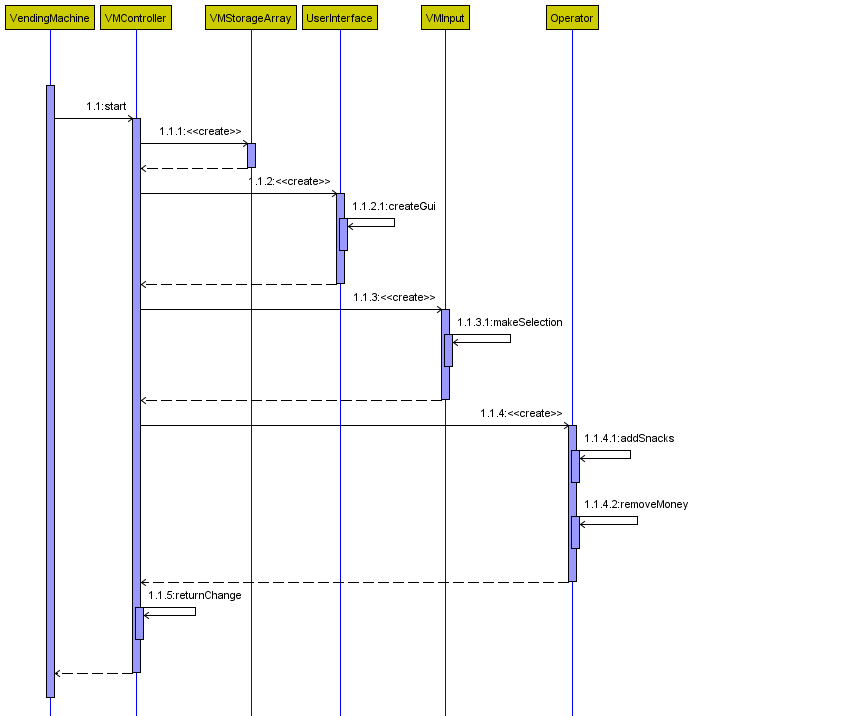 VendingMachine
VMController
VMStorageArray
UserInterface
VMInput
Operator
1.1:start
1.1.1:<<create>>
1.1.2:<<create>>
1.1.2.1:createGui
1.1.3:<<create>>
1.1.3.1:makeSelection
1.1.4:<<create>>
1.1.4.1:addSnacks
1.1.4.2:removeMoney
1.1.5:returnChange